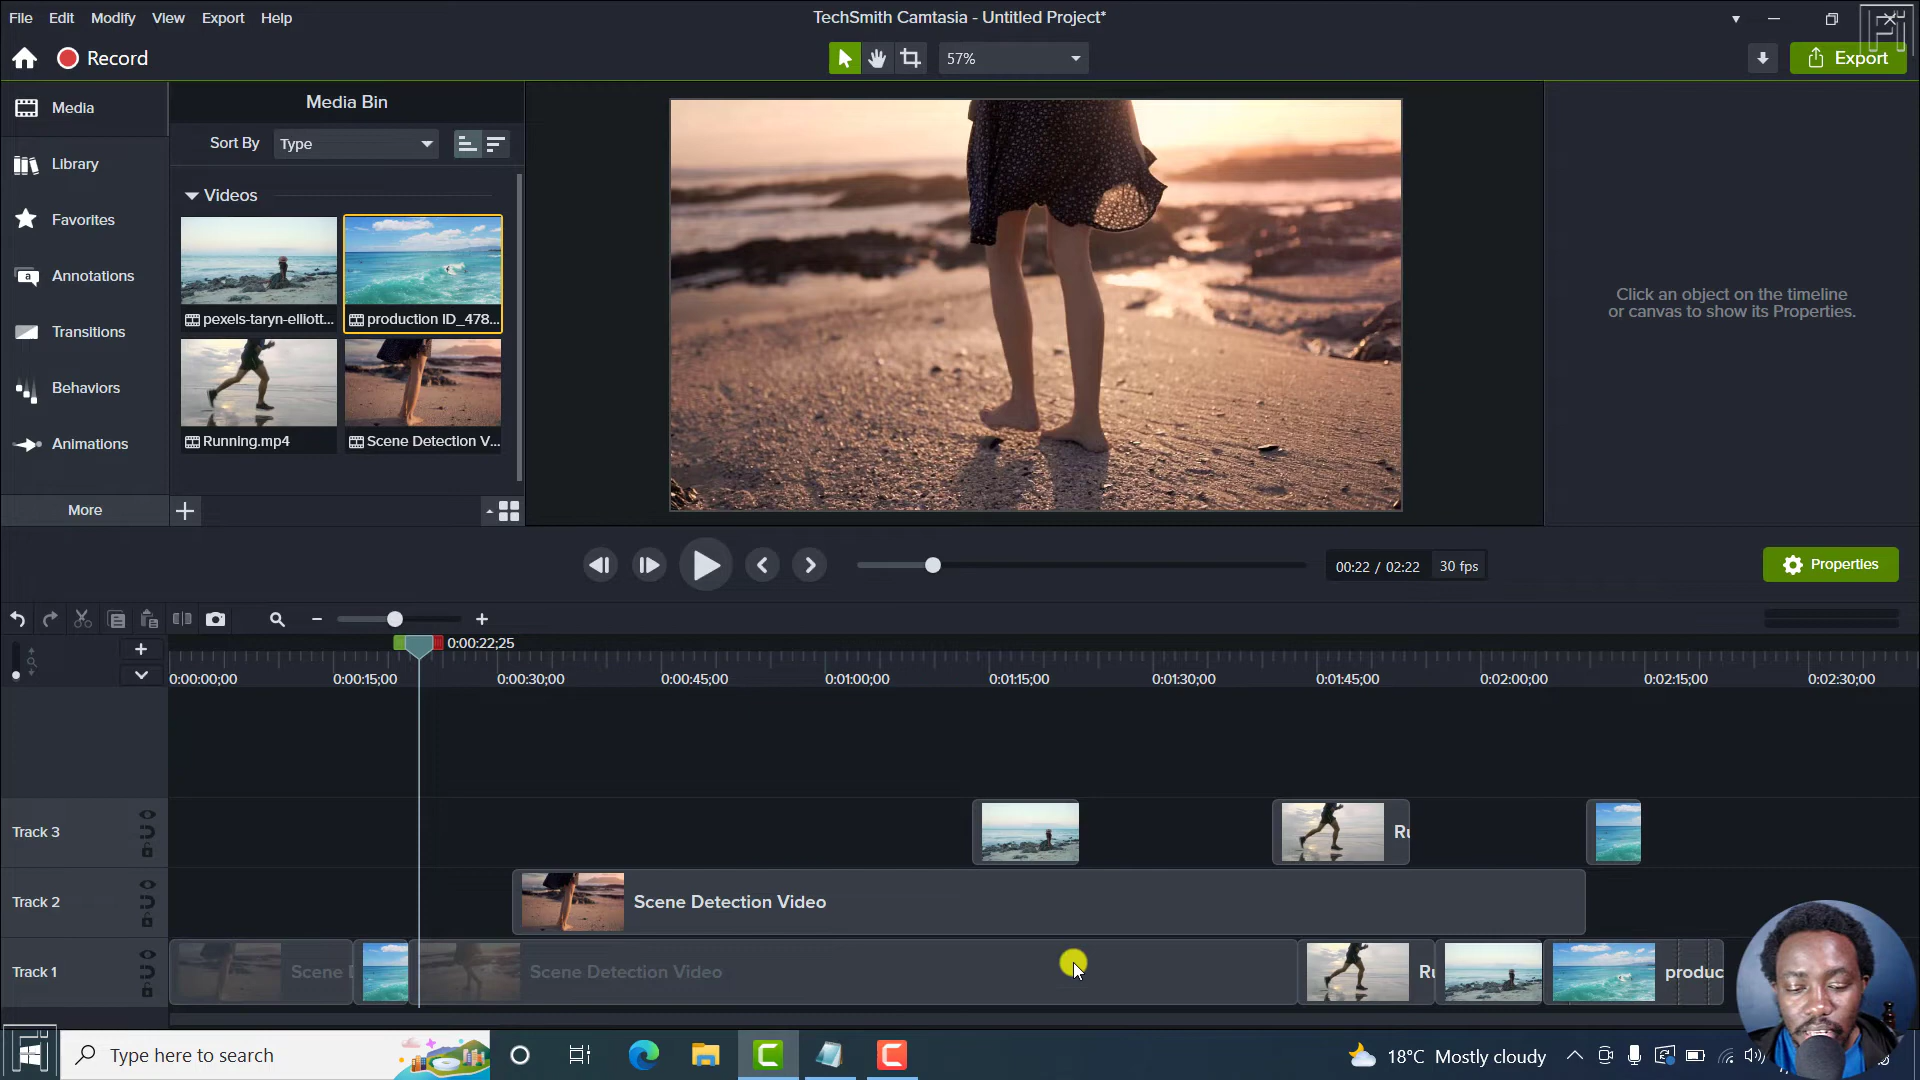 File Edit Modify View Export Help
TechSmith Camtasia - Untitled Project*
Record
57%
Export
Media
Library
Favorites
Annotations
Transitions
Behaviors
Animations
More
Media Bin
Sort By Type
Videos
pexels-taryn-elliott...
production ID_478...
Running.mp4
Scene Detection V...
Click an object on the timeline
or canvas to show its Properties.
00:22 / 02:22 30 fps
Properties
0:00:22;25
0:00:00;00 0:00:15;00 0:00:30;00 0:00:45;00 0:01:00;00 0:01:15;00 0:01:30;00 0:01:45;00 0:02:00;00 0:02:15;00 0:02:30;00
Track 3
Ru
Track 2
Scene Detection Video
Track 1
Scene D
Scene Detection Video
Ru
produc
Type here to search
18°C Mostly cloudy